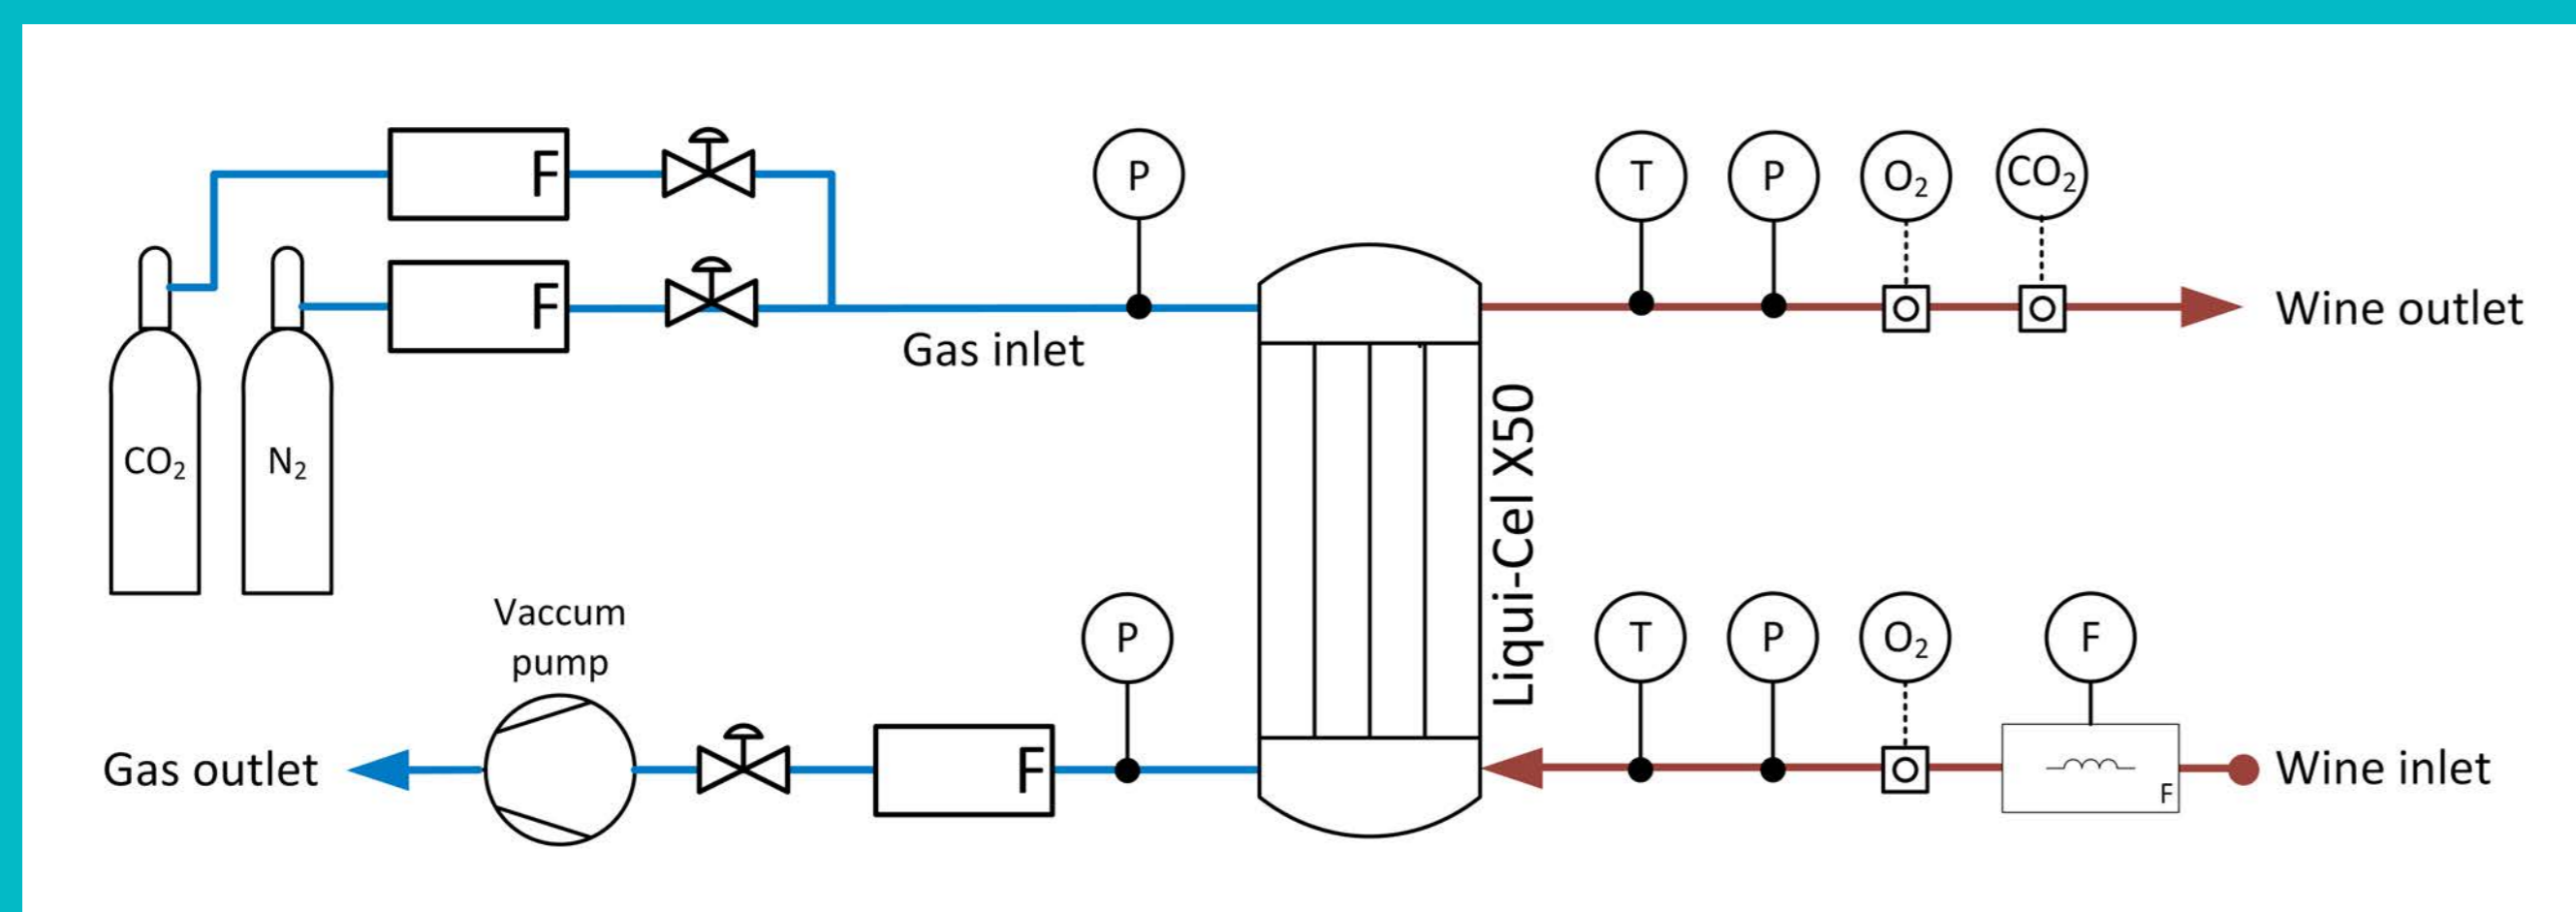 F
P
T
P
O₂
CO₂
F
Wine outlet
Gas inlet
CO₂
N₂
Liqui-Cel X50
Vaccum
pump
P
T
P
O₂
F
Gas outlet
F
F
Wine inlet